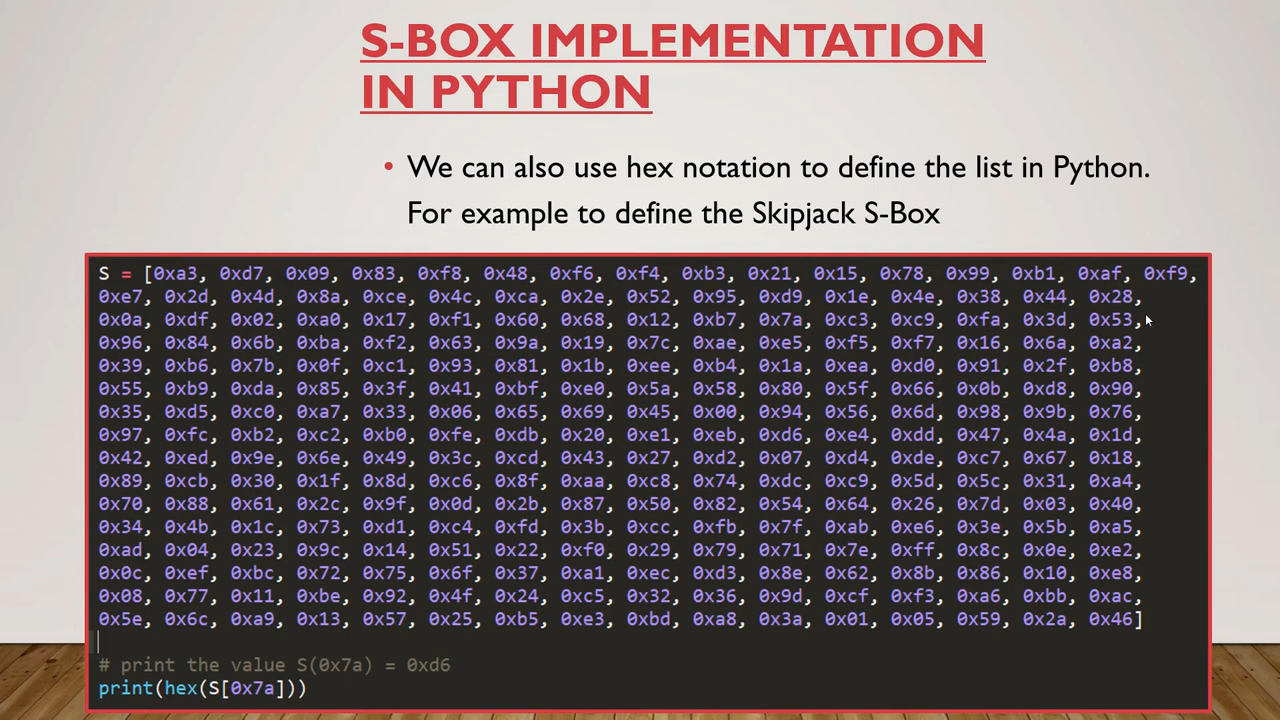 S-BOX IMPLEMENTATION
IN PYTHON
• We can also use hex notation to define the list in Python.
For example to define the Skipjack S-Box
S = [0xa3, 0xd7, 0x09, 0x83, 0xf8, 0x48, 0xf6, 0xf4, 0xb3, 0x21, 0x15, 0x78, 0x99, 0xb1, 0xaf, 0xf9,
0xe7, 0x2d, 0x4d, 0x8a, 0xce, 0x4c, 0xca, 0x2e, 0x52, 0x95, 0xd9, 0x1e, 0x4e, 0x38, 0x44, 0x28,
0x0a, 0xdf, 0x02, 0xa0, 0x17, 0xf1, 0x60, 0x68, 0x12, 0xb7, 0x7a, 0xc3, 0xc9, 0xfa, 0x3d, 0x53,
0x96, 0x84, 0x6b, 0xba, 0xf2, 0x63, 0x9a, 0x19, 0x7c, 0xae, 0xe5, 0xf5, 0xf7, 0x16, 0x6a, 0xa2,
0x39, 0xb6, 0x7b, 0x0f, 0xc1, 0x93, 0x81, 0x1b, 0xee, 0xb4, 0x1a, 0xea, 0xd0, 0x91, 0x2f, 0xb8,
0x55, 0xb9, 0xda, 0x85, 0x3f, 0x41, 0xbf, 0xe0, 0x5a, 0x58, 0x80, 0x5f, 0x66, 0x0b, 0xd8, 0x90,
0x35, 0xd5, 0xc0, 0xa7, 0x33, 0x06, 0x65, 0x69, 0x45, 0x00, 0x94, 0x56, 0x6d, 0x98, 0x9b, 0x76,
0x97, 0xfc, 0xb2, 0xc2, 0xb0, 0xfe, 0xdb, 0x20, 0xe1, 0xeb, 0xd6, 0xe4, 0xdd, 0x47, 0x4a, 0x1d,
0x42, 0xed, 0x9e, 0x6e, 0x49, 0x3c, 0xcd, 0x43, 0x27, 0xd2, 0x07, 0xd4, 0xde, 0xc7, 0x67, 0x18,
0x89, 0xcb, 0x30, 0x1f, 0x8d, 0xc6, 0x8f, 0xaa, 0xc8, 0x74, 0xdc, 0xc9, 0x5d, 0x5c, 0x31, 0xa4,
0x70, 0x88, 0x61, 0x2c, 0x9f, 0x0d, 0x2b, 0x87, 0x50, 0x82, 0x54, 0x64, 0x26, 0x7d, 0x03, 0x40,
0x34, 0x4b, 0x1c, 0x73, 0xd1, 0xc4, 0xfd, 0x3b, 0xcc, 0xfb, 0x7f, 0xab, 0xe6, 0x3e, 0x5b, 0xa5,
0xad, 0x04, 0x23, 0x9c, 0x14, 0x51, 0x22, 0xf0, 0x29, 0x79, 0x71, 0x7e, 0xff, 0x8c, 0x0e, 0xe2,
0x0c, 0xef, 0xbc, 0x72, 0x75, 0x6f, 0x37, 0xa1, 0xec, 0xd3, 0x8e, 0x62, 0x8b, 0x86, 0x10, 0xe8,
0x08, 0x77, 0x11, 0xbe, 0x92, 0x4f, 0x24, 0xc5, 0x32, 0x36, 0x9d, 0xcf, 0xf3, 0xa6, 0xbb, 0xac,
0x5e, 0x6c, 0xa9, 0x13, 0x57, 0x25, 0xb5, 0xe3, 0xbd, 0xa8, 0x3a, 0x01, 0x05, 0x59, 0x2a, 0x46]
# print the value S(0x7a) = 0xd6
print(hex(S[0x7a]))